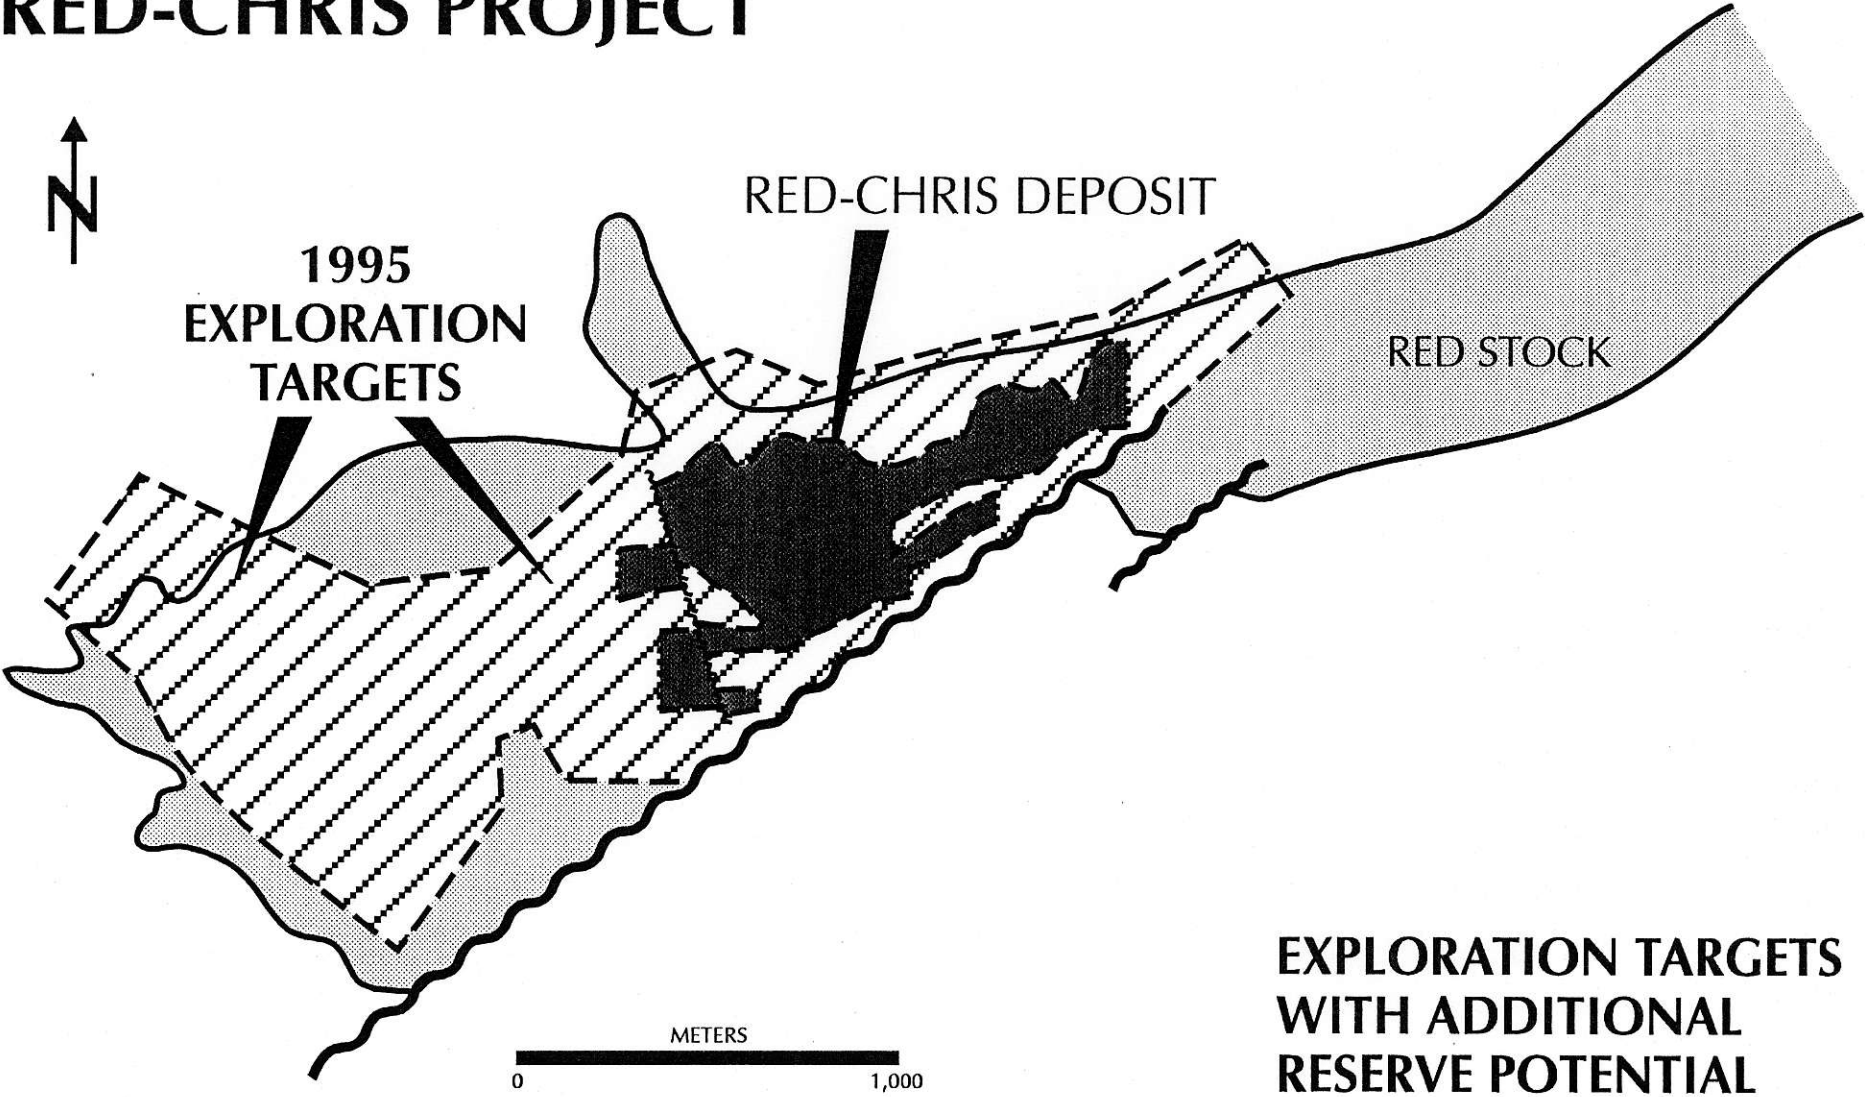 RED-CHRIS PROJECT
N
RED-CHRIS DEPOSIT
1995
EXPLORATION
TARGETS
RED STOCK
METERS
0 1,000
EXPLORATION TARGETS
WITH ADDITIONAL
RESERVE POTENTIAL